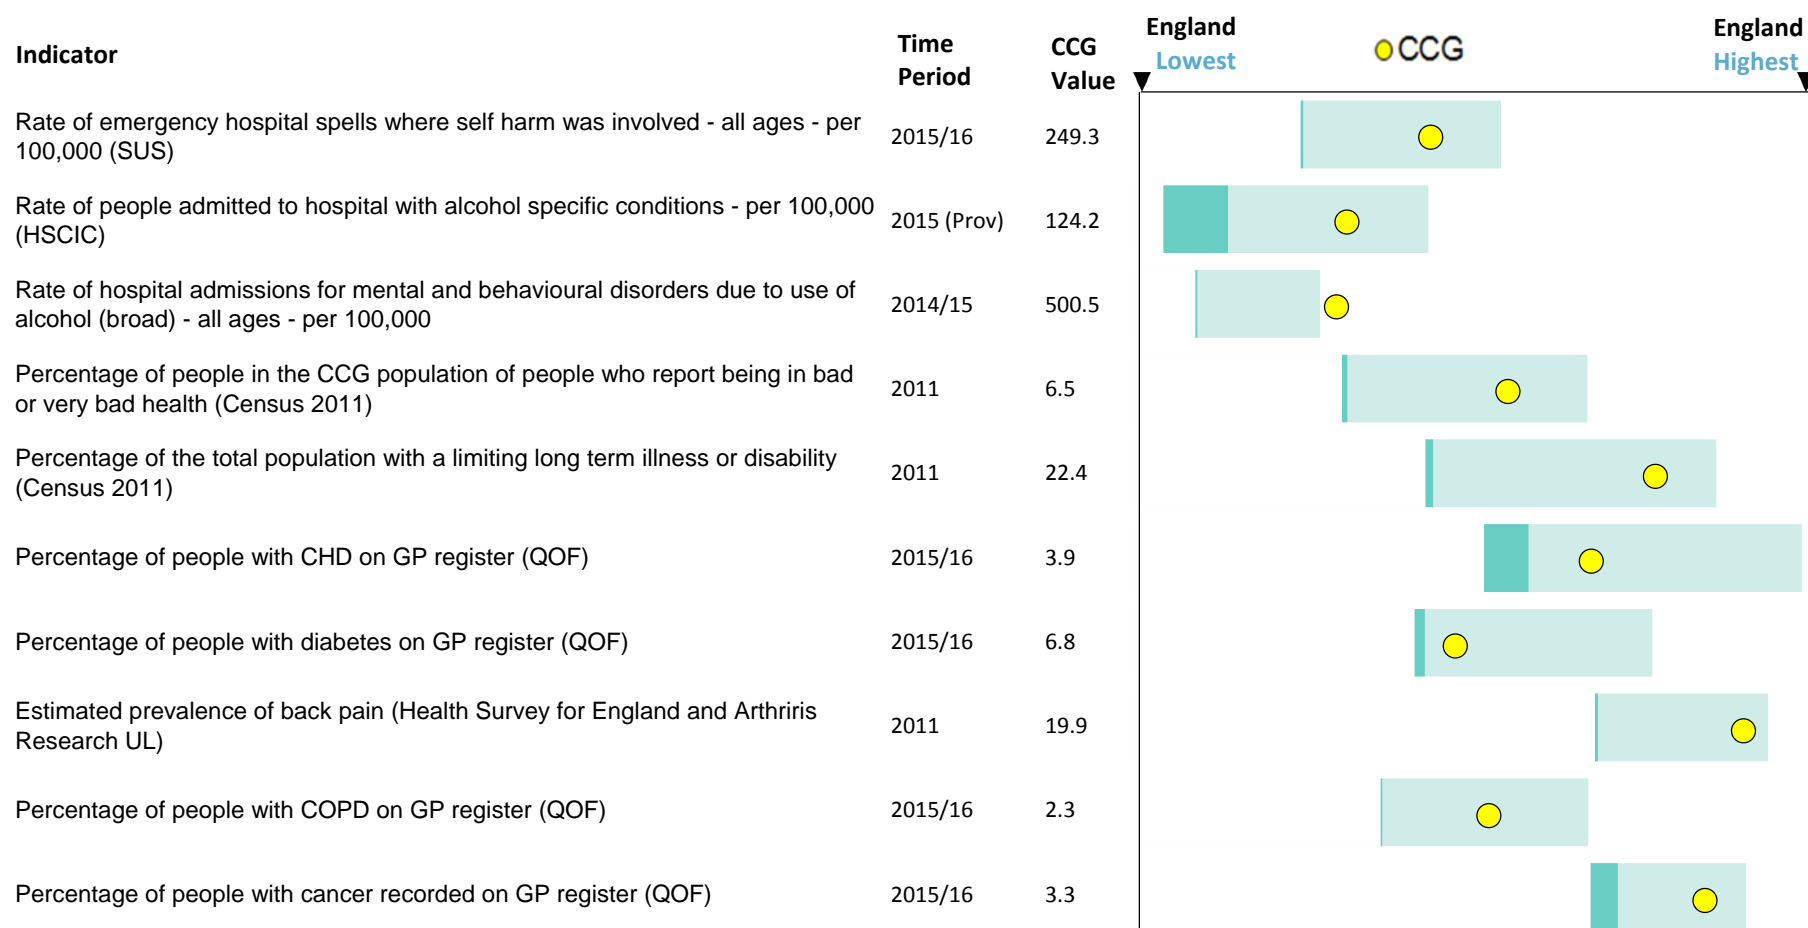 Indicator
Time
Period
CCG
Value
England
Lowest
CCG
England
Highest
Rate of emergency hospital spells where self harm was involved - all ages - per
100,000 (SUS)
2015/16
249.3
Rate of people admitted to hospital with alcohol specific conditions - per 100,000
(HSCIC)
2015 (Prov)
124.2
Rate of hospital admissions for mental and behavioural disorders due to use of
alcohol (broad) - all ages - per 100,000
2014/15
500.5
Percentage of people in the CCG population of people who report being in bad
or very bad health (Census 2011)
2011
6.5
Percentage of the total population with a limiting long term illness or disability
(Census 2011)
2011
22.4
Percentage of people with CHD on GP register (QOF)
2015/16
3.9
Percentage of people with diabetes on GP register (QOF)
2015/16
6.8
Estimated prevalence of back pain (Health Survey for England and Arthriris
Research UL)
2011
19.9
Percentage of people with COPD on GP register (QOF)
2015/16
2.3
Percentage of people with cancer recorded on GP register (QOF)
2015/16
3.3